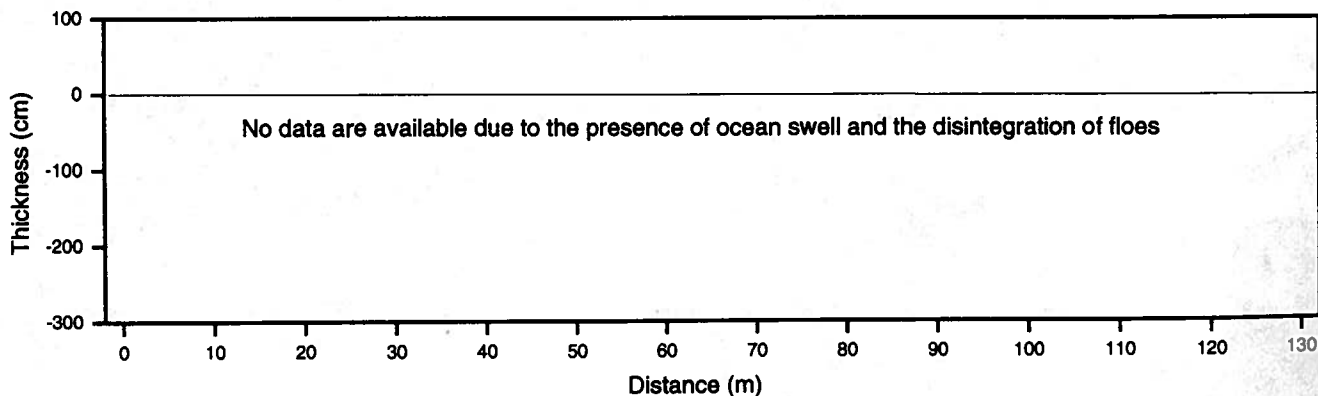 100
0
-100
-200
-300
Thickness (cm)
No data are available due to the presence of ocean swell and the disintegration of floes
0 10 20 30 40 50 60 70 80 90 100 110 120 130
Distance (m)